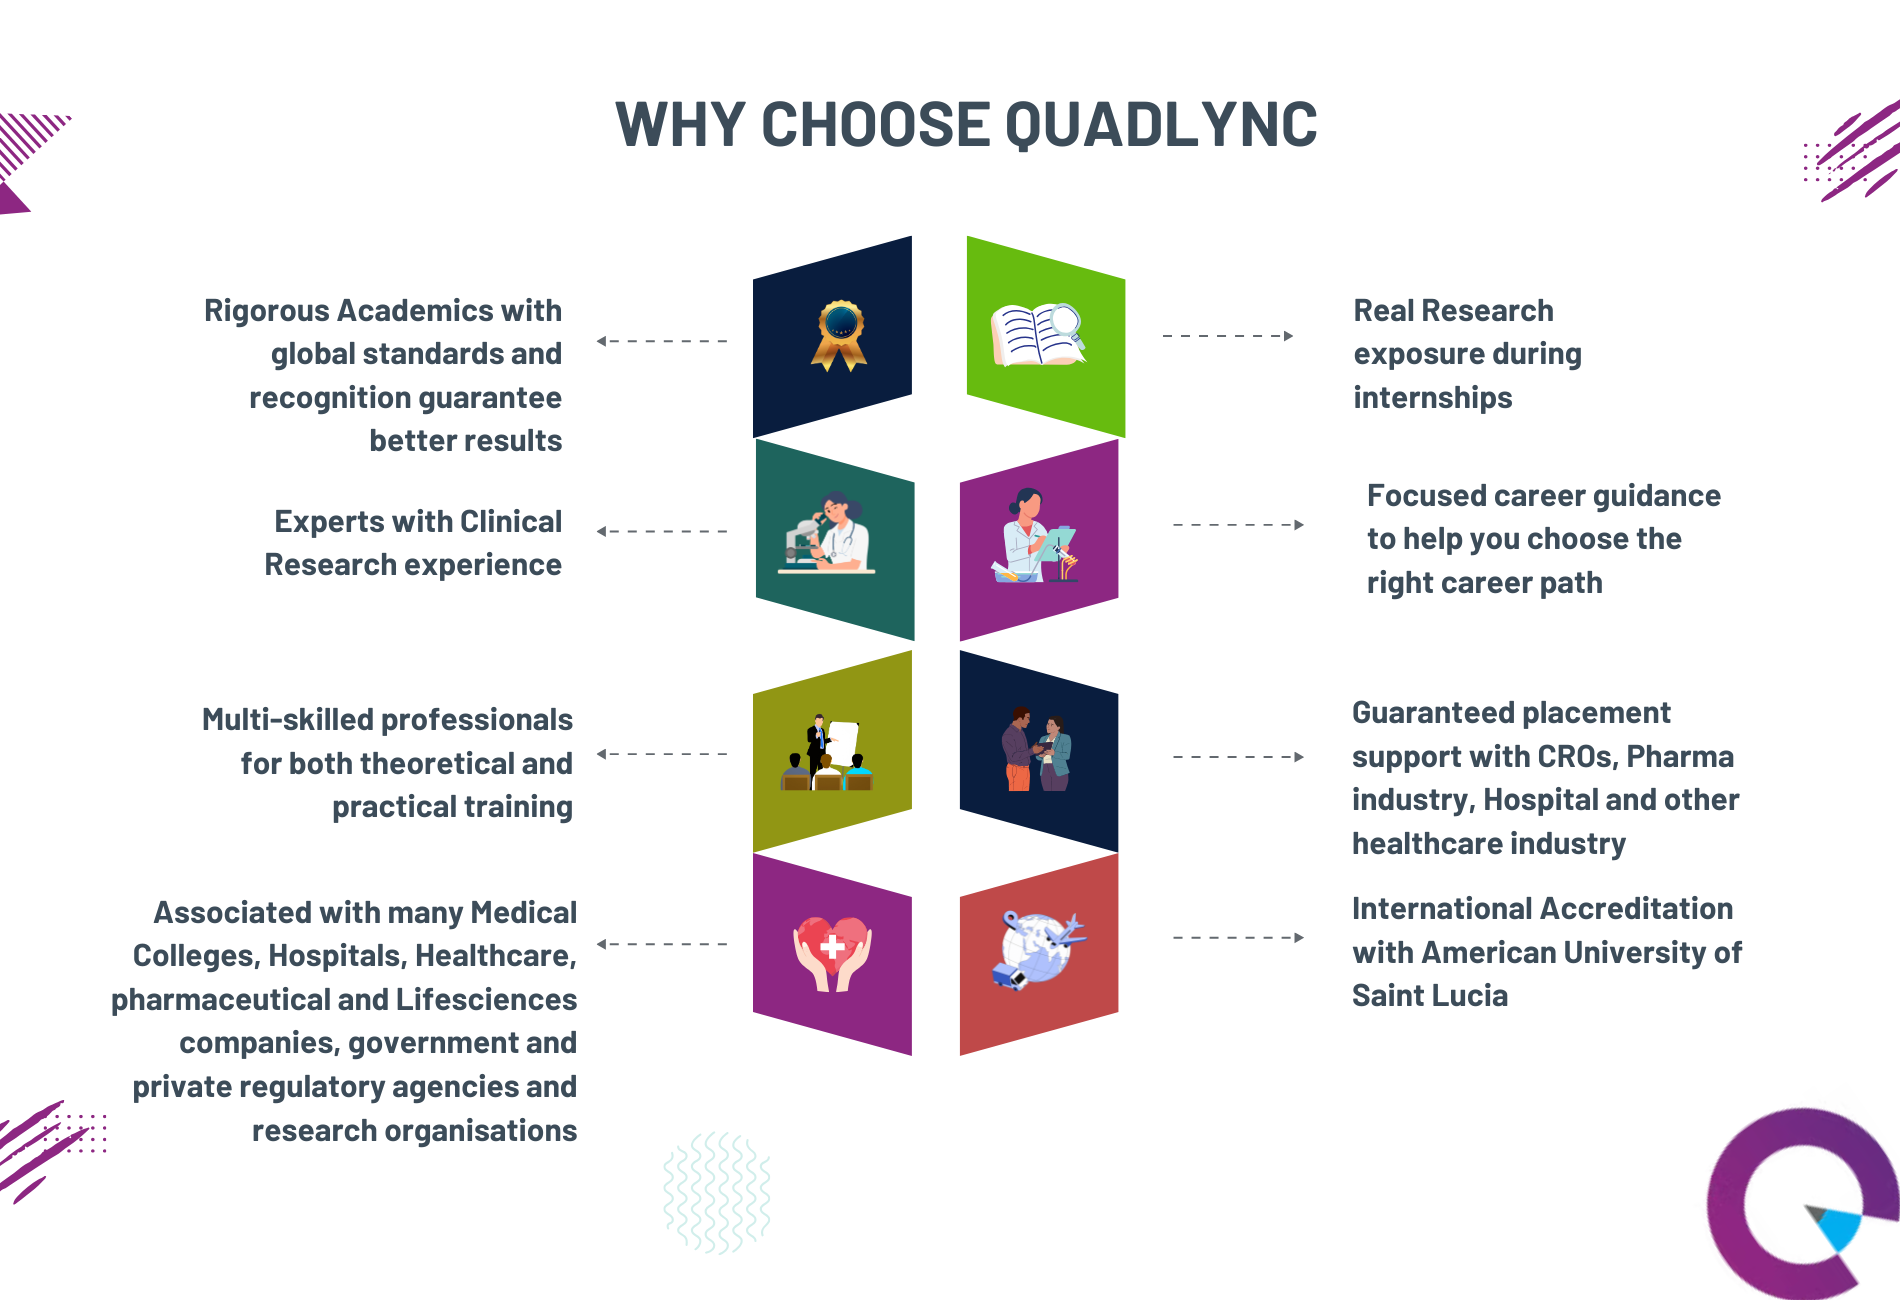 WHY CHOOSE QUADLYNC
Rigorous Academics with
global standards and
recognition guarantee
better results
Real Research
exposure during
internships
Experts with Clinical
Research experience
Focused career guidance
to help you choose the
right career path
Multi-skilled professionals
for both theoretical and
practical training
Guaranteed placement
support with CROs, Pharma
industry, Hospital and other
healthcare industry
Associated with many Medical
Colleges, Hospitals, Healthcare,
pharmaceutical and Lifesciences
companies, government and
private regulatory agencies and
research organisations
International Accreditation
with American University of
Saint Lucia